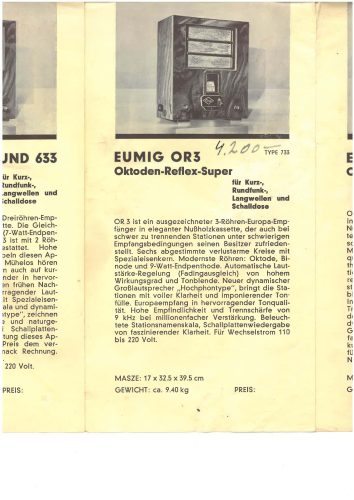 UND 633
für Kurz-,
Rundfunk-,
Langwellen und
Schalldose
Dreiröhren-Emp-
tte. Die Gleich-
(7-Watt-Endpen-
3 ist mit 2 Röh-
stattet. Hohe
peln diesen Ap-
Mühelos hören
n auch auf kur-
ender in hervor-
en frühen Nach-
rragender Laut-
it Spezialeisen-
ala und dynami-
ontype", zeichnen
e und naturge-
i Schallplatten-
tung dieses Ap-
Preis dem ver-
mack Rechnung.
220 Volt.
PREIS:
EUMIG OR3
4.200-
TYPE 733
Oktoden-Reflex-Super
für Kurz-,
Rundfunk-,
Langwellen und
Schalldose
OR 3 ist ein ausgezeichneter 3-Röhren-Europa-Emp-
fänger in eleganter Nußholzkassette, der auch bei
schwer zu trennenden Stationen unter schwierigen
Empfangsbedingungen seinen Besitzer zufrieden-
stellt. Sechs abgestimmte verlustarme Kreise mit
Spezialeisenkern. Modernste Röhren: Oktode, Bi-
node und 9-Watt-Endpenthode. Automatische Laut-
stärke-Regelung (Fadingausgleich) von hohem
Wirkungsgrad und Tonblende. Neuer dynamischer
Großlautsprecher „Hochphontype", bringt die Sta-
tionen mit voller Klarheit und imponierender Ton-
fülle. Europaempfang in hervorragender Tonquali-
tät. Hohe Empfindlichkeit und Trennschärfe von
9 kHz bei millionenfacher Verstärkung. Beleuch-
tete Stationsnamenskala, Schallplattenwiedergabe
von faszinierender Klarheit. Für Wechselstrom 110
bis 220 Volt.
MASZE: 17 x 32.5 x 39.5 cm
GEWICHT: ca. 9.40 kg
PREIS: